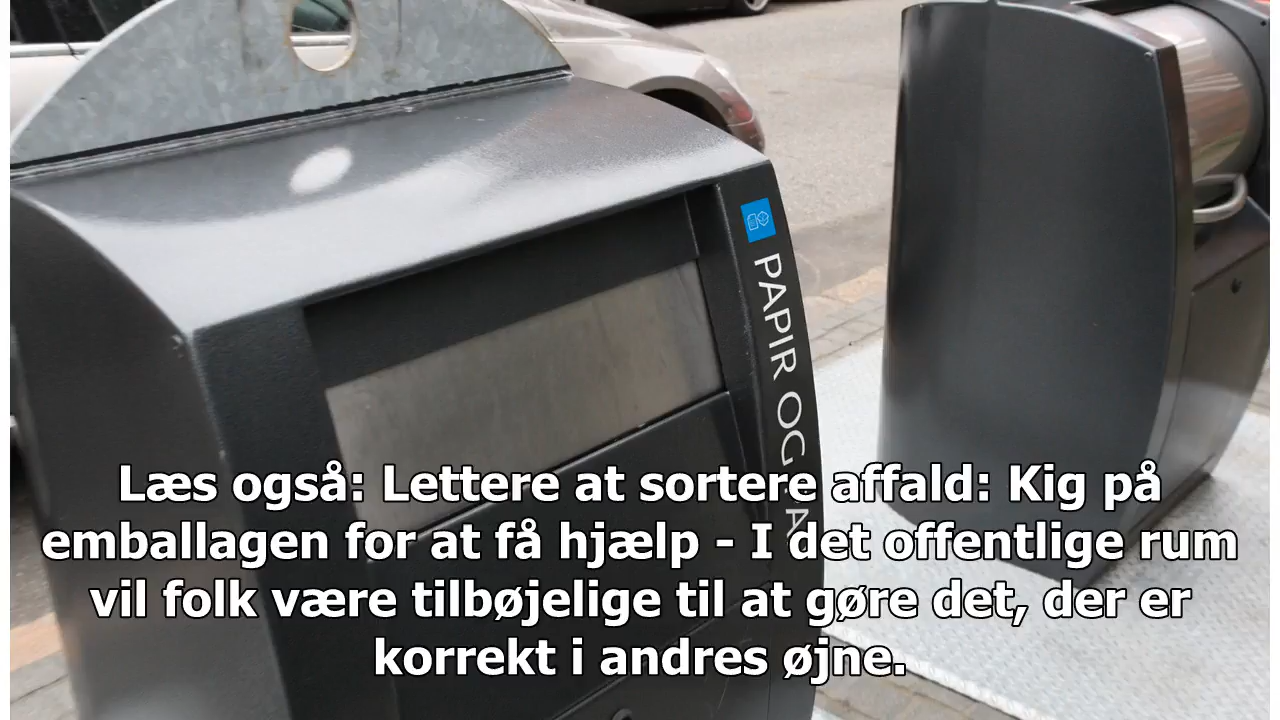 PAPIR OG
Læs også: Lettere at sortere affald: Kig på
emballagen for at få hjælp - I det offentlige rum
vil folk være tilbøjelige til at gøre det, der er
korrekt i andres øjne.